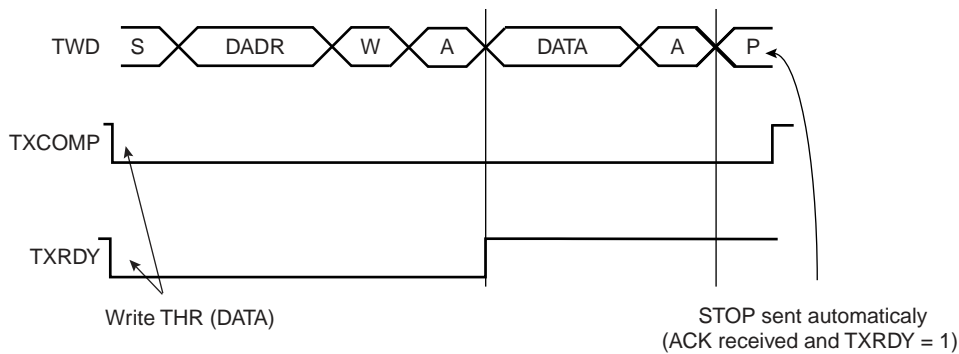 TWD S DADR W A DATA A P
TXCOMP
TXRDY
Write THR (DATA)
STOP sent automaticaly
(ACK received and TXRDY = 1)